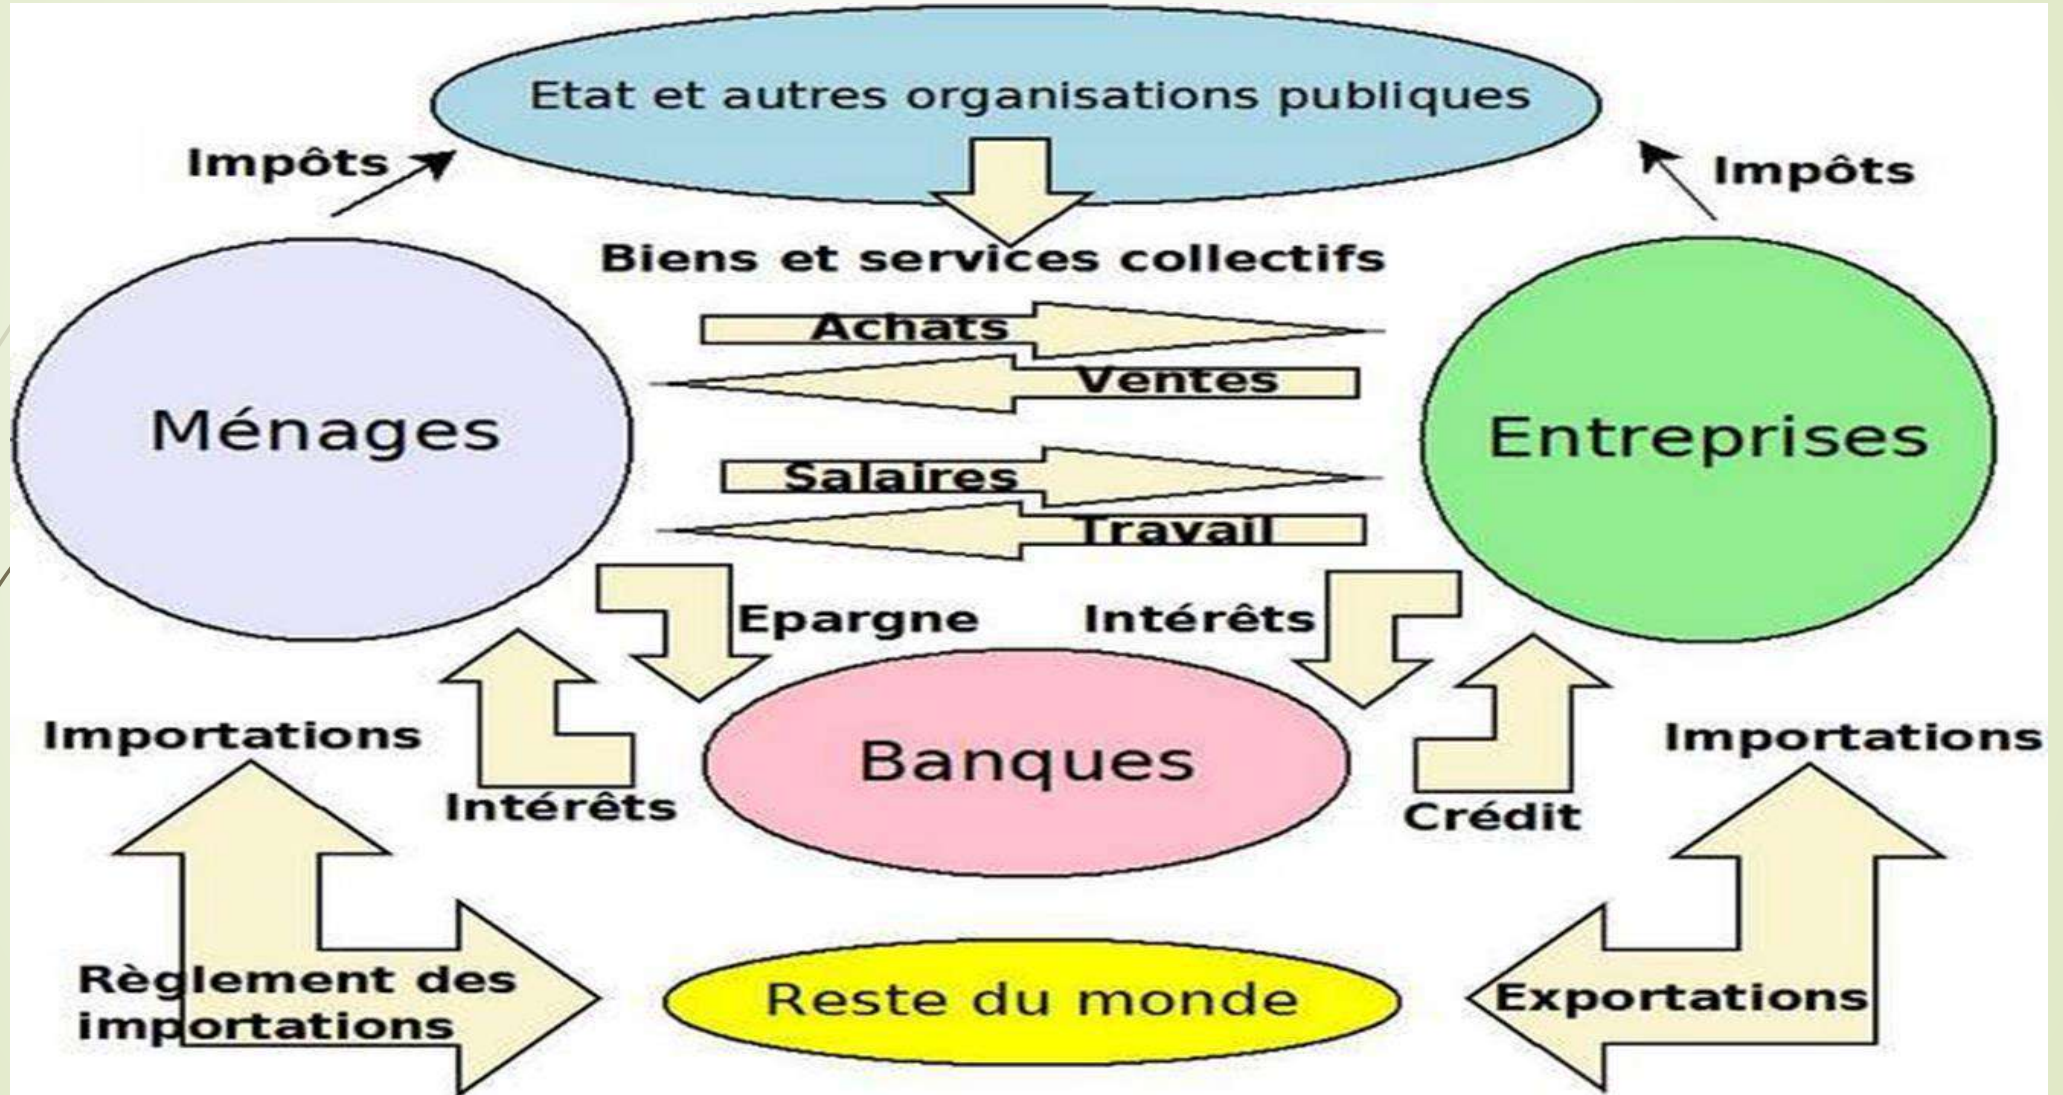 Etat et autres organisations publiques
Impôts
Impôts
Biens et services collectifs
Achats
Ventes
Ménages
Entreprises
Salaires
Travail
Epargne
Intérêts
Importations
Importations
Banques
Intérêts
Crédit
Règlement des
importations
Reste du monde
Exportations